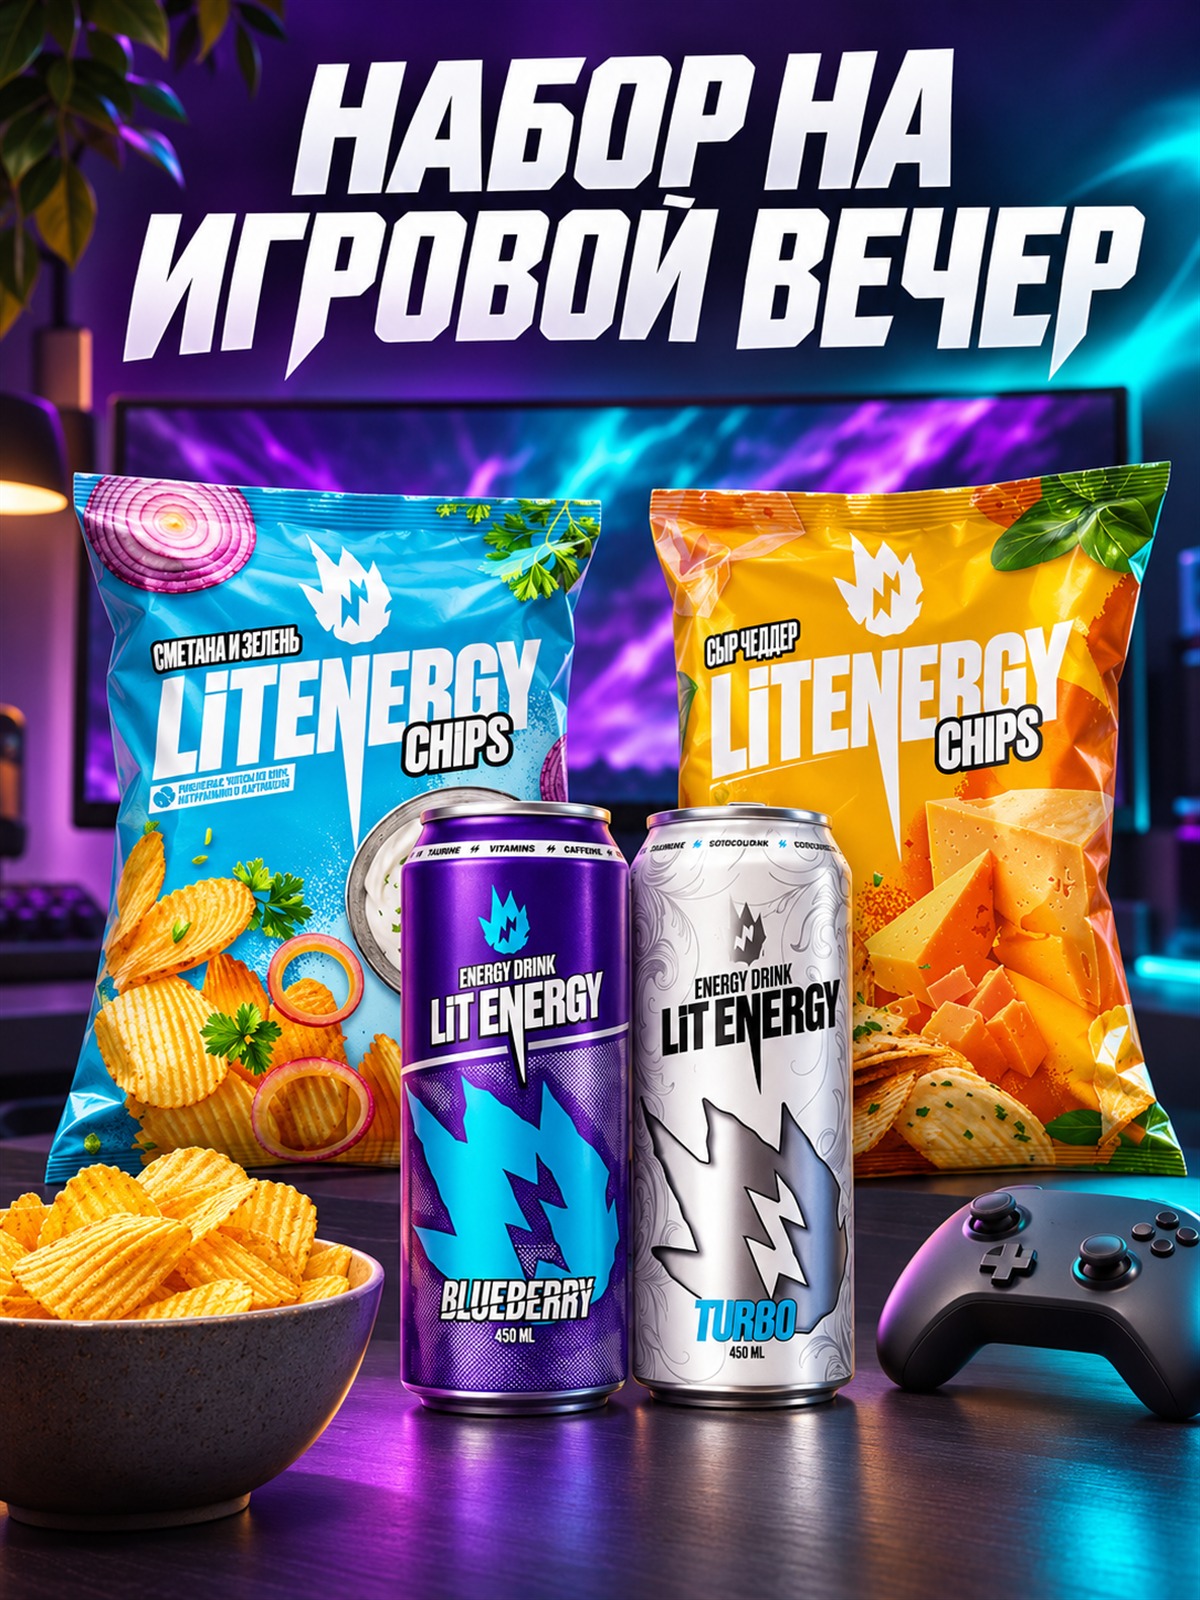 НАБОР НА
ИГРОВОЙ ВЕЧЕР
СМЕТАНА И ЗЕЛЕНЬ
LiTENERGY
CHiPS
СЫР ЧЕДДЕР
LiTENERGY
CHIPS
TAURINE VITAMINS CAFFEINE
ENERGY DRINK
LiT ENERGY
BLUEBERRY
450 ML
ENERGY DRINK
LiT ENERGY
TURBO
450 ML